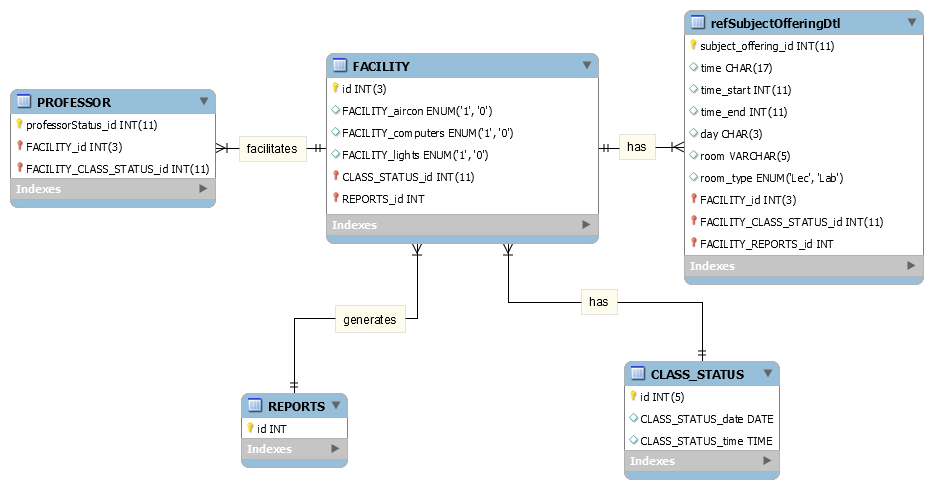 refSubjectOfferingDtl
subject_offering_id INT(11)
time CHAR(17)
time_start INT(11)
time_end INT(11)
day CHAR(3)
room VARCHAR(5)
room_type ENUM('Lec', 'Lab')
FACILITY_id INT(3)
FACILITY_CLASS_STATUS_id INT(11)
FACILITY_REPORTS_id INT
Indexes
FACILITY
id INT(3)
FACILITY_aircon ENUM('1', '0')
FACILITY_computers ENUM('1', '0')
FACILITY_lights ENUM('1', '0')
CLASS_STATUS_id INT(11)
REPORTS_id INT
Indexes
PROFESSOR
professorStatus_id INT(11)
FACILITY_id INT(3)
FACILITY_CLASS_STATUS_id INT(11)
Indexes
facilitates
has
generates
has
REPORTS
id INT
Indexes
CLASS_STATUS
id INT(5)
CLASS_STATUS_date DATE
CLASS_STATUS_time TIME
Indexes